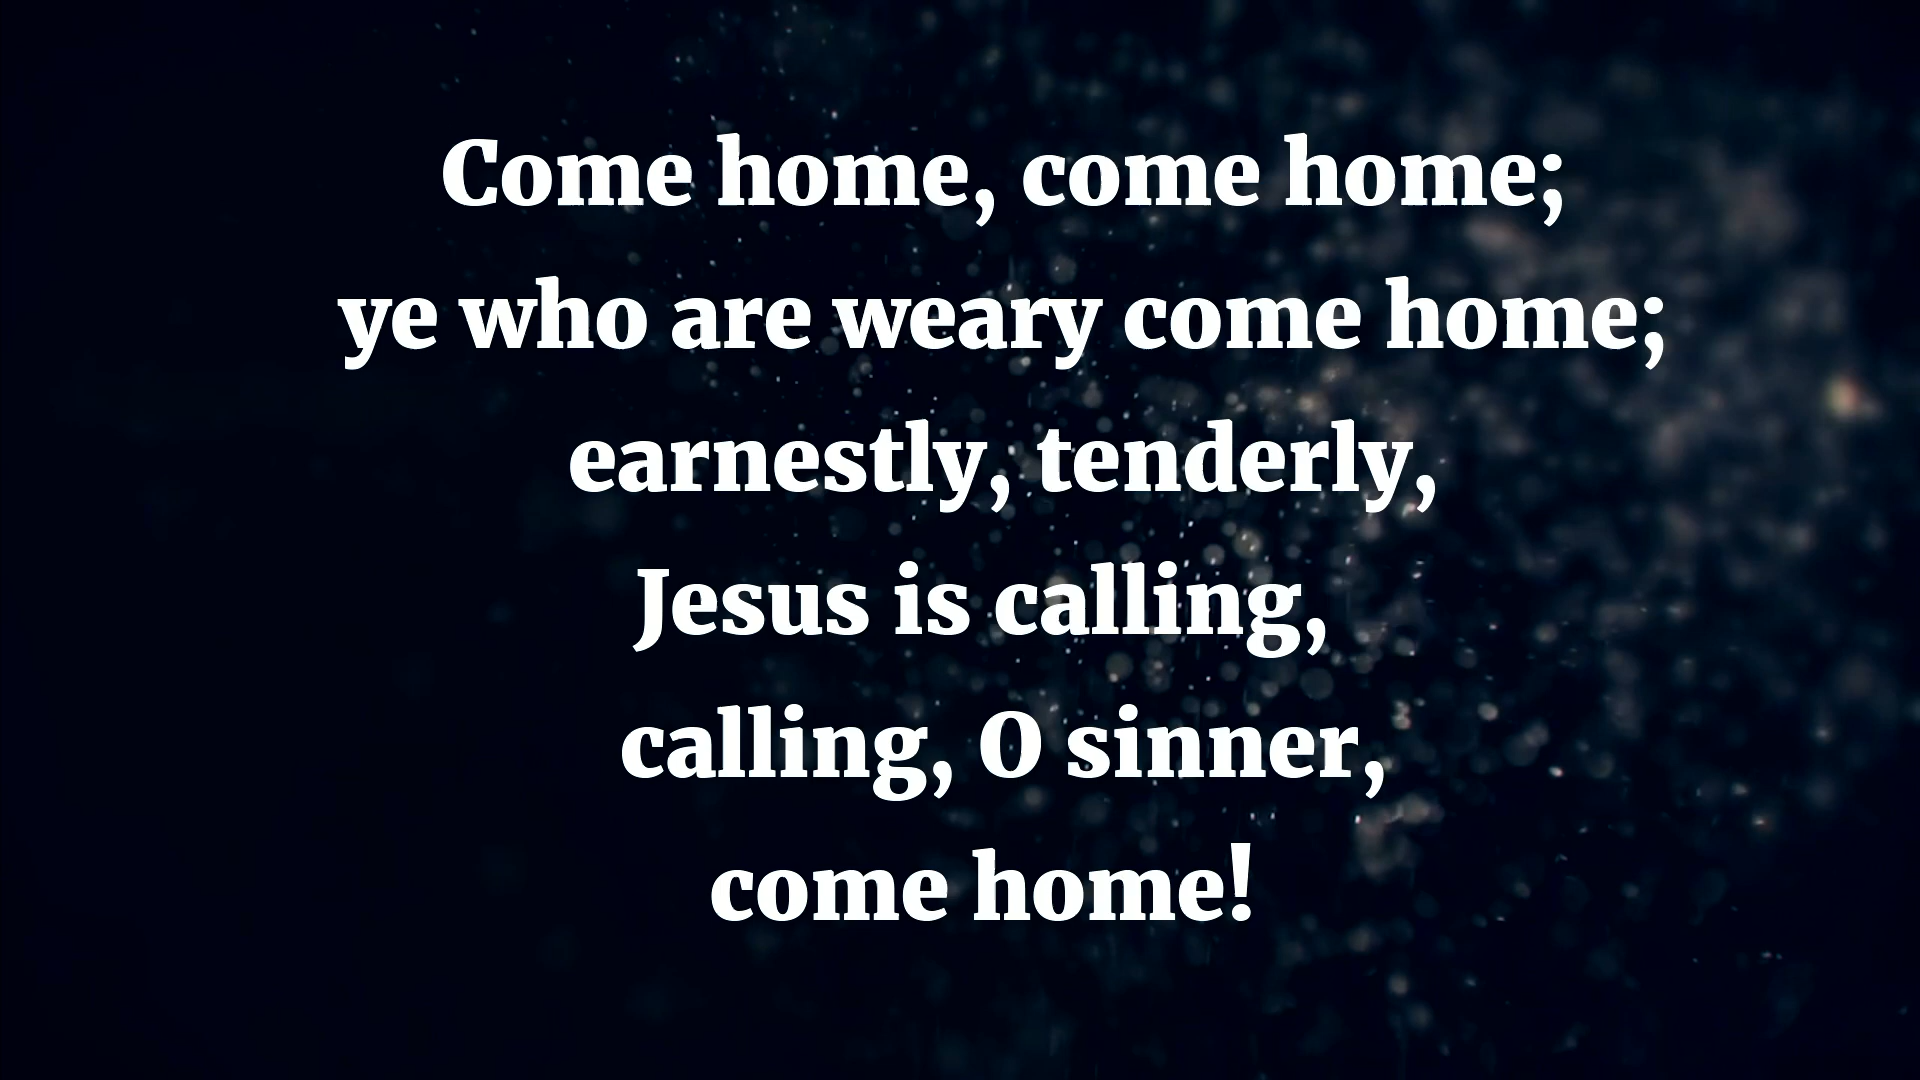 Come home, come home;
ye who are weary come home;
earnestly, tenderly,
Jesus is calling,
calling, O sinner,
come home!